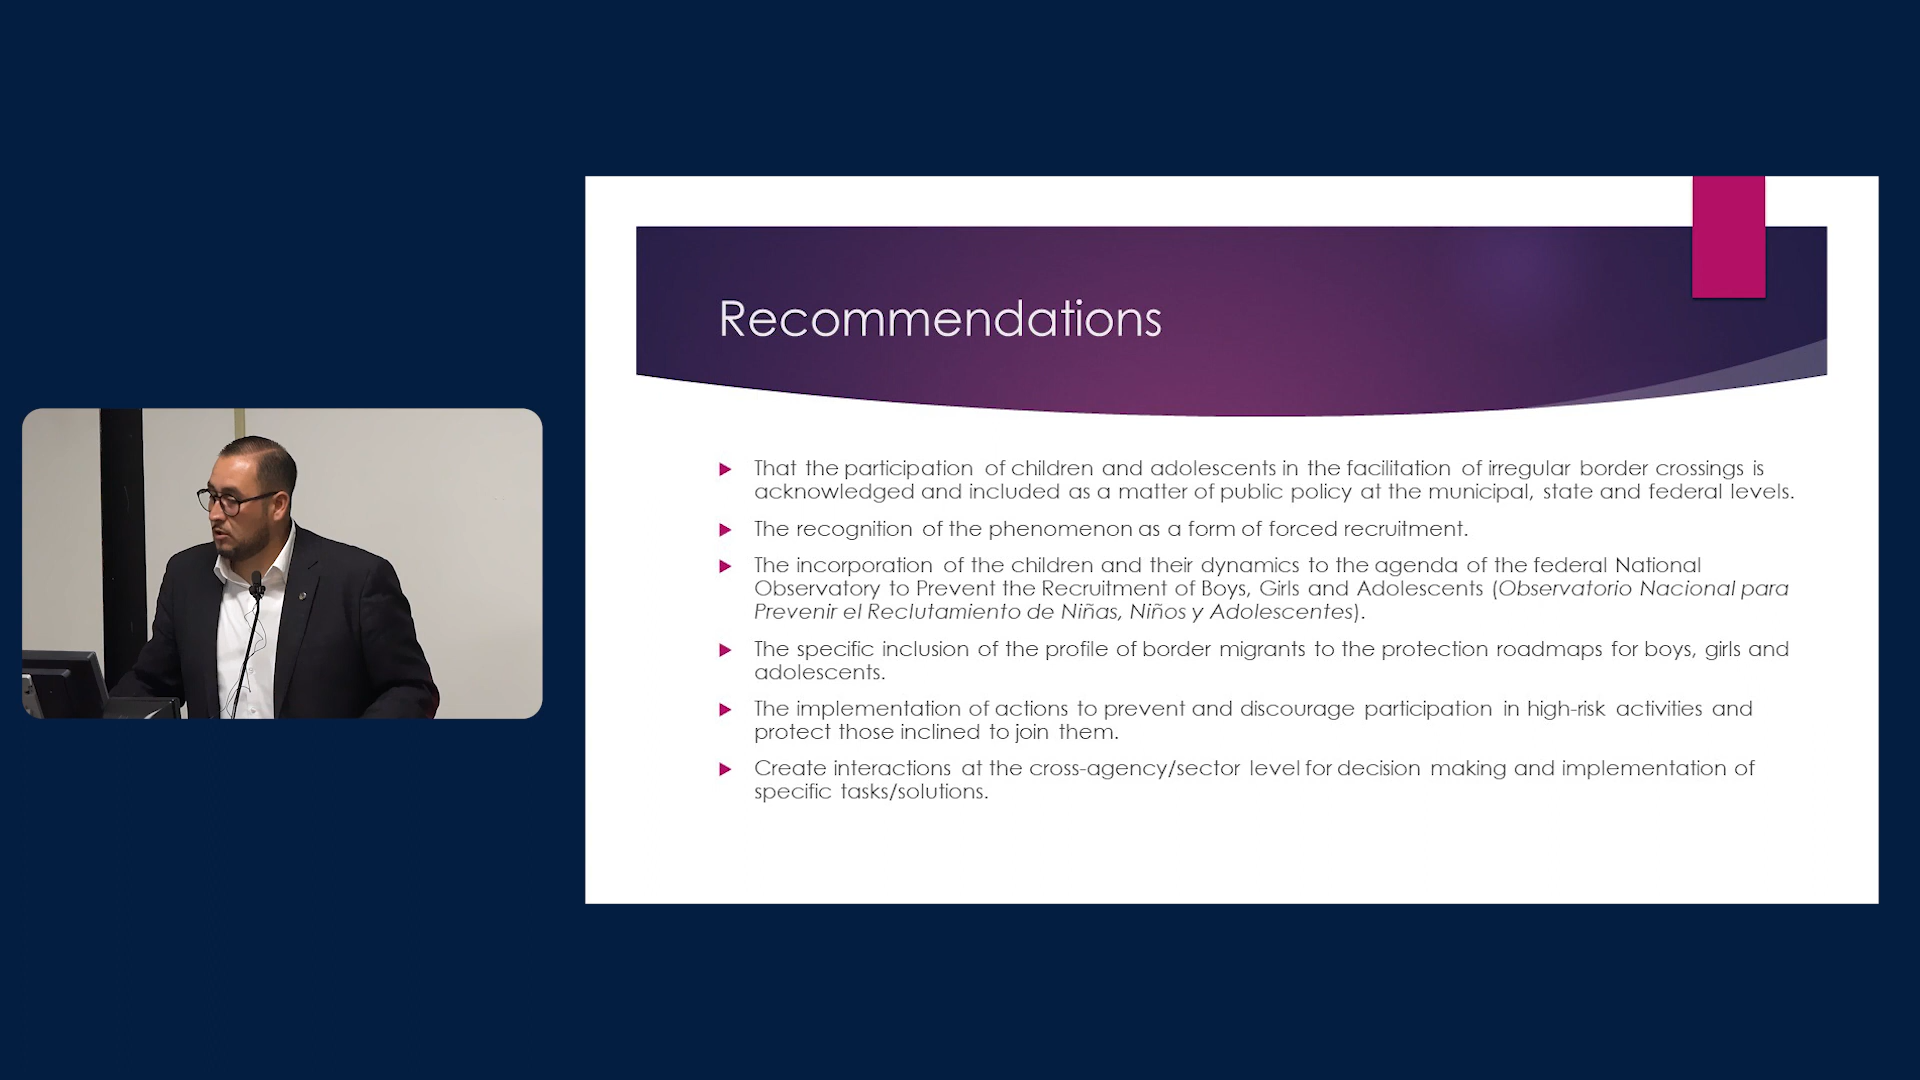 Recommendations
That the participation of children and adolescents in the facilitation of irregular border crossings is
acknowledged and included as a matter of public policy at the municipal, state and federal levels.
The recognition of the phenomenon as a form of forced recruitment.
The incorporation of the children and their dynamics to the agenda of the federal National
Observatory to Prevent the Recruitment of Boys, Girls and Adolescents (Observatorio Nacional para
Prevenir el Reclutamiento de Niñas, Niños y Adolescentes).
The specific inclusion of the profile of border migrants to the protection roadmaps for boys, girls and
adolescents.
The implementation of actions to prevent and discourage participation in high-risk activities and
protect those inclined to join them.
Create interactions at the cross-agency/sector level for decision making and implementation of
specific tasks/solutions.